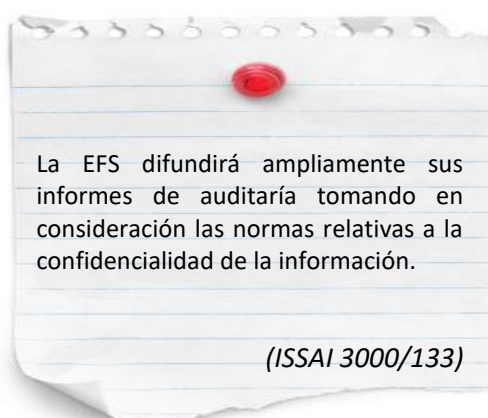 La EFS difundirá ampliamente sus
informes de auditaría tomando en
consideración las normas relativas a la
confidencialidad de la información.
(ISSAI 3000/133)